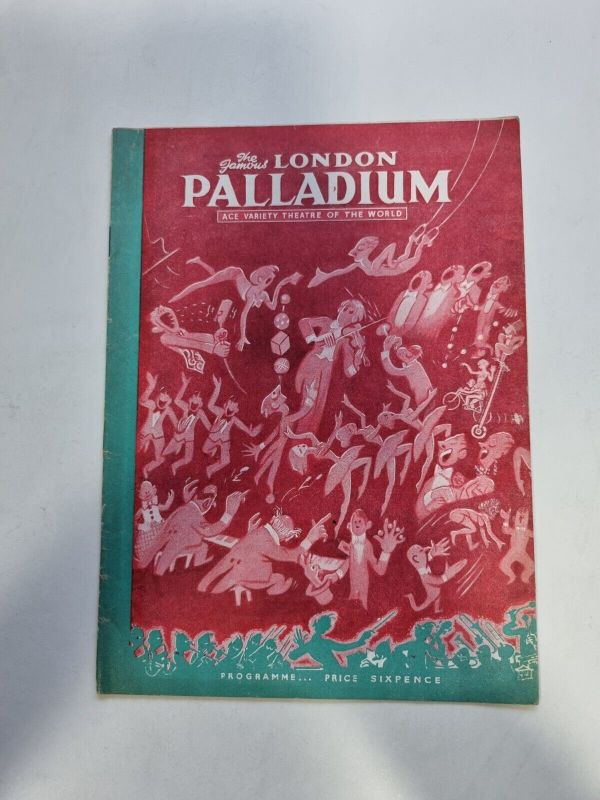 The Famous LONDON
PALLADIUM
ACE VARIETY THEATRE OF THE WORLD
PROGRAMME... PRICE SIXPENCE